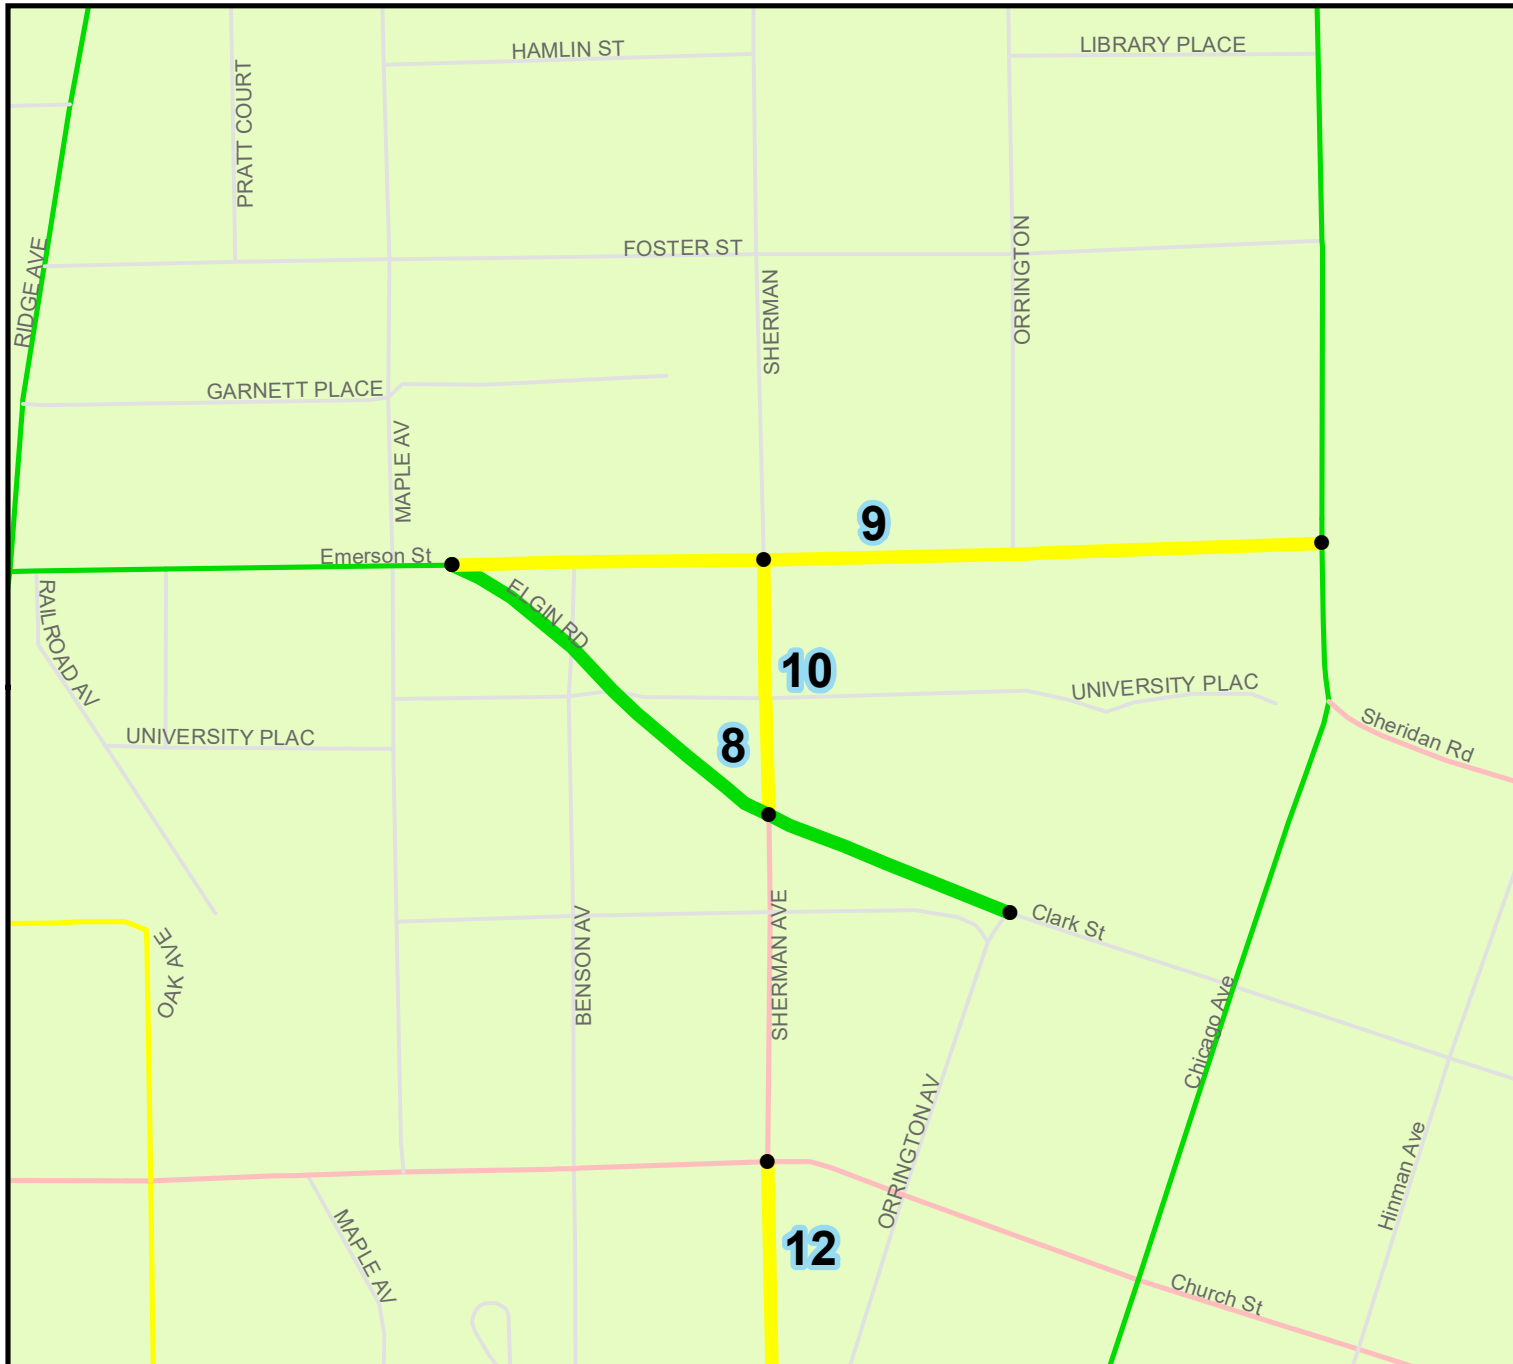 HAMLIN ST
LIBRARY PLACE
PRATT COURT
RIDGE AVE
FOSTER ST
SHERMAN
ORRINGTON
GARNETT PLACE
MAPLE AV
9
Emerson St
ELGIN RD
RAILROAD AV
10
UNIVERSITY PLAC
UNIVERSITY PLAC
8
Sheridan Rd
OAK AVE
BENSON AV
SHERMAN AVE
Clark St
Chicago Ave
ORRINGTON AV
Hinman Ave
MAPLE AV
12
Church St